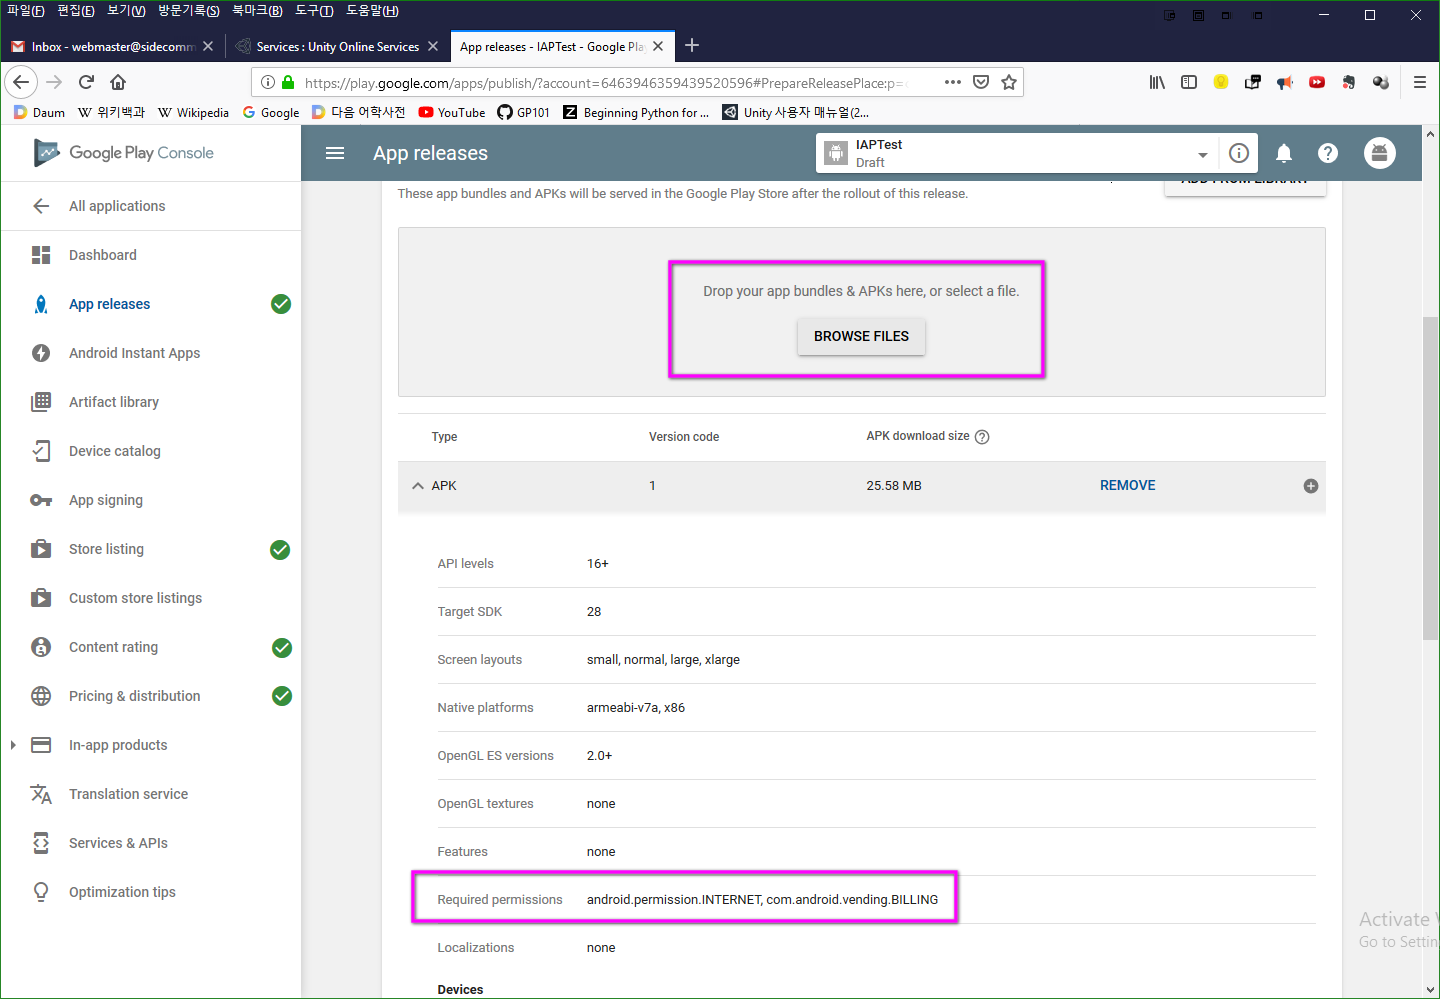 파일(F) 편집(E) 보기(V) 방문기록(S) 북마크(B) 도구(T) 도움말(H)
Inbox - webmaster@sidecomm
Services : Unity Online Services
App releases - IAPTest - Google Pla
https://play.google.com/apps/publish/?account=6463946359439520596#PrepareReleasePlace:p=
Daum 위키백과 Wikipedia Google 다음 어학사전 YouTube GP101 Beginning Python for ... Unity 사용자 매뉴얼(2...
Google Play Console
App releases
IAPTest
Draft
All applications
Dashboard
App releases
Android Instant Apps
Artifact library
Device catalog
App signing
Store listing
Custom store listings
Content rating
Pricing & distribution
In-app products
Translation service
Services & APIs
Optimization tips
ADD FROM LIBRARY
These app bundles and APKs will be served in the Google Play Store after the rollout of this release.
Drop your app bundles & APKs here, or select a file.
BROWSE FILES
Type Version code APK download size
APK 1 25.58 MB REMOVE
API levels 16+
Target SDK 28
Screen layouts small, normal, large, xlarge
Native platforms armeabi-v7a, x86
OpenGL ES versions 2.0+
OpenGL textures none
Features none
Required permissions android.permission.INTERNET, com.android.vending.BILLING
Localizations none
Devices
Activate
Go to Settin